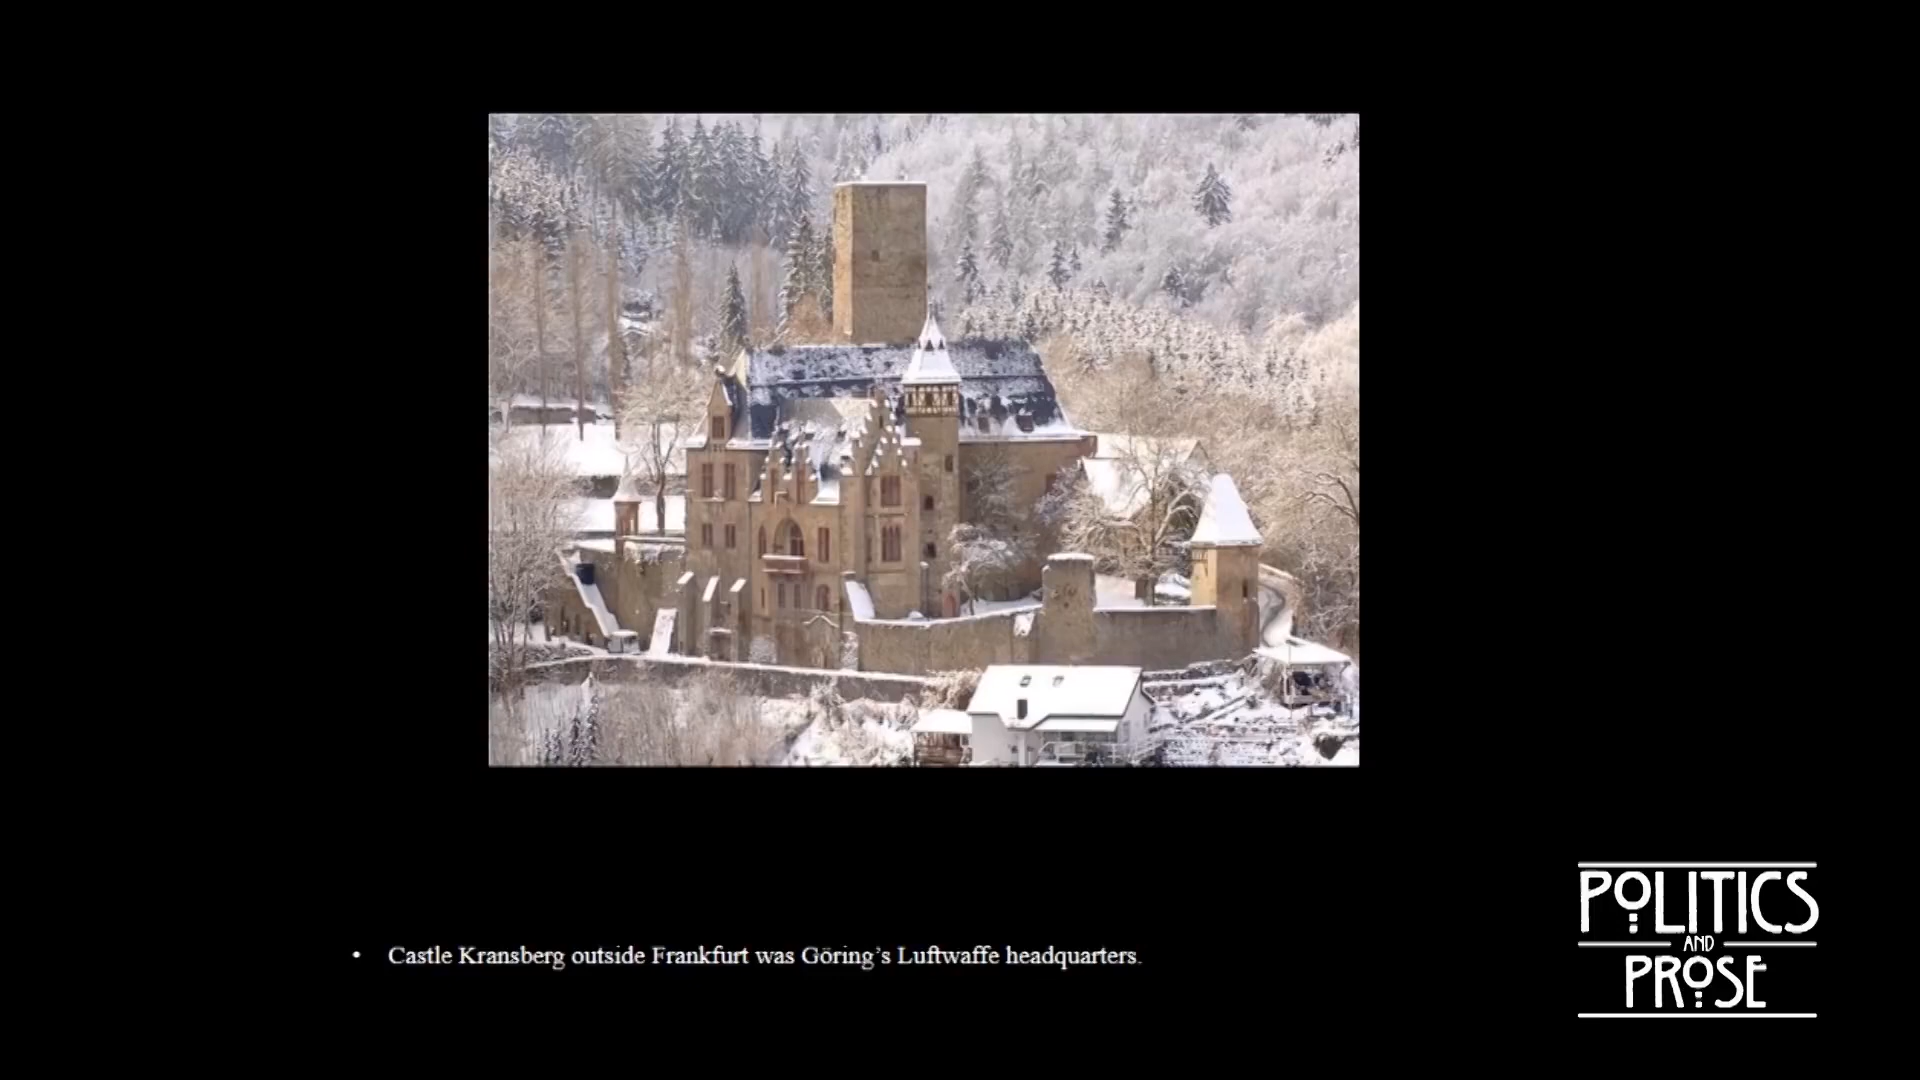 • Castle Kransberg outside Frankfurt was Göring’s Luftwaffe headquarters.
POLITICS
AND
PROSE